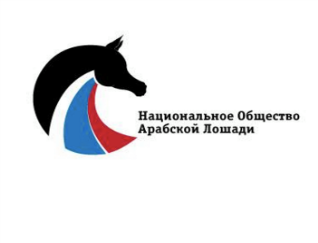 Национальное Общество
Арабской Лошади